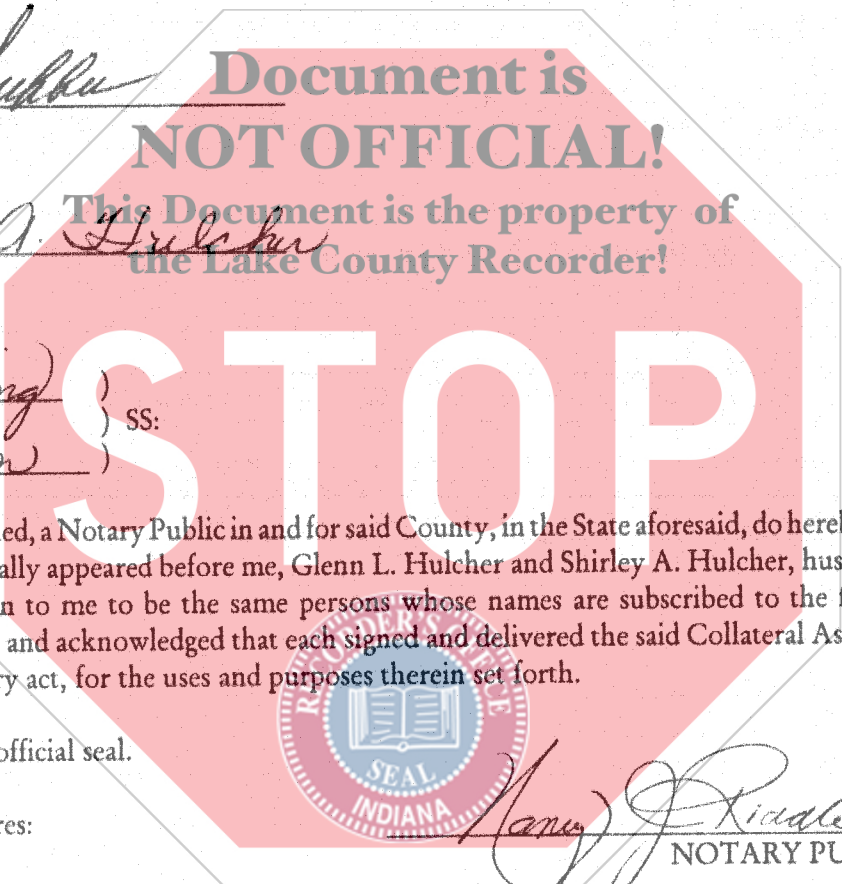 Document is
NOT OFFICIAL!
This Document is the property of
A. Hulcher
the Lake County Recorder!
)
) SS:
)
STOP
ed, a Notary Public in and for said County, in the State aforesaid, do hereb
ally appeared before me, Glenn L. Hulcher and Shirley A. Hulcher, hus
n to me to be the same persons whose names are subscribed to the f
and acknowledged that each signed and delivered the said Collateral As
ry act, for the uses and purposes therein set forth.
RECORDER'S OFFICE
SEAL
INDIANA
official seal.
res:
Nancy J. Riddle
NOTARY PU